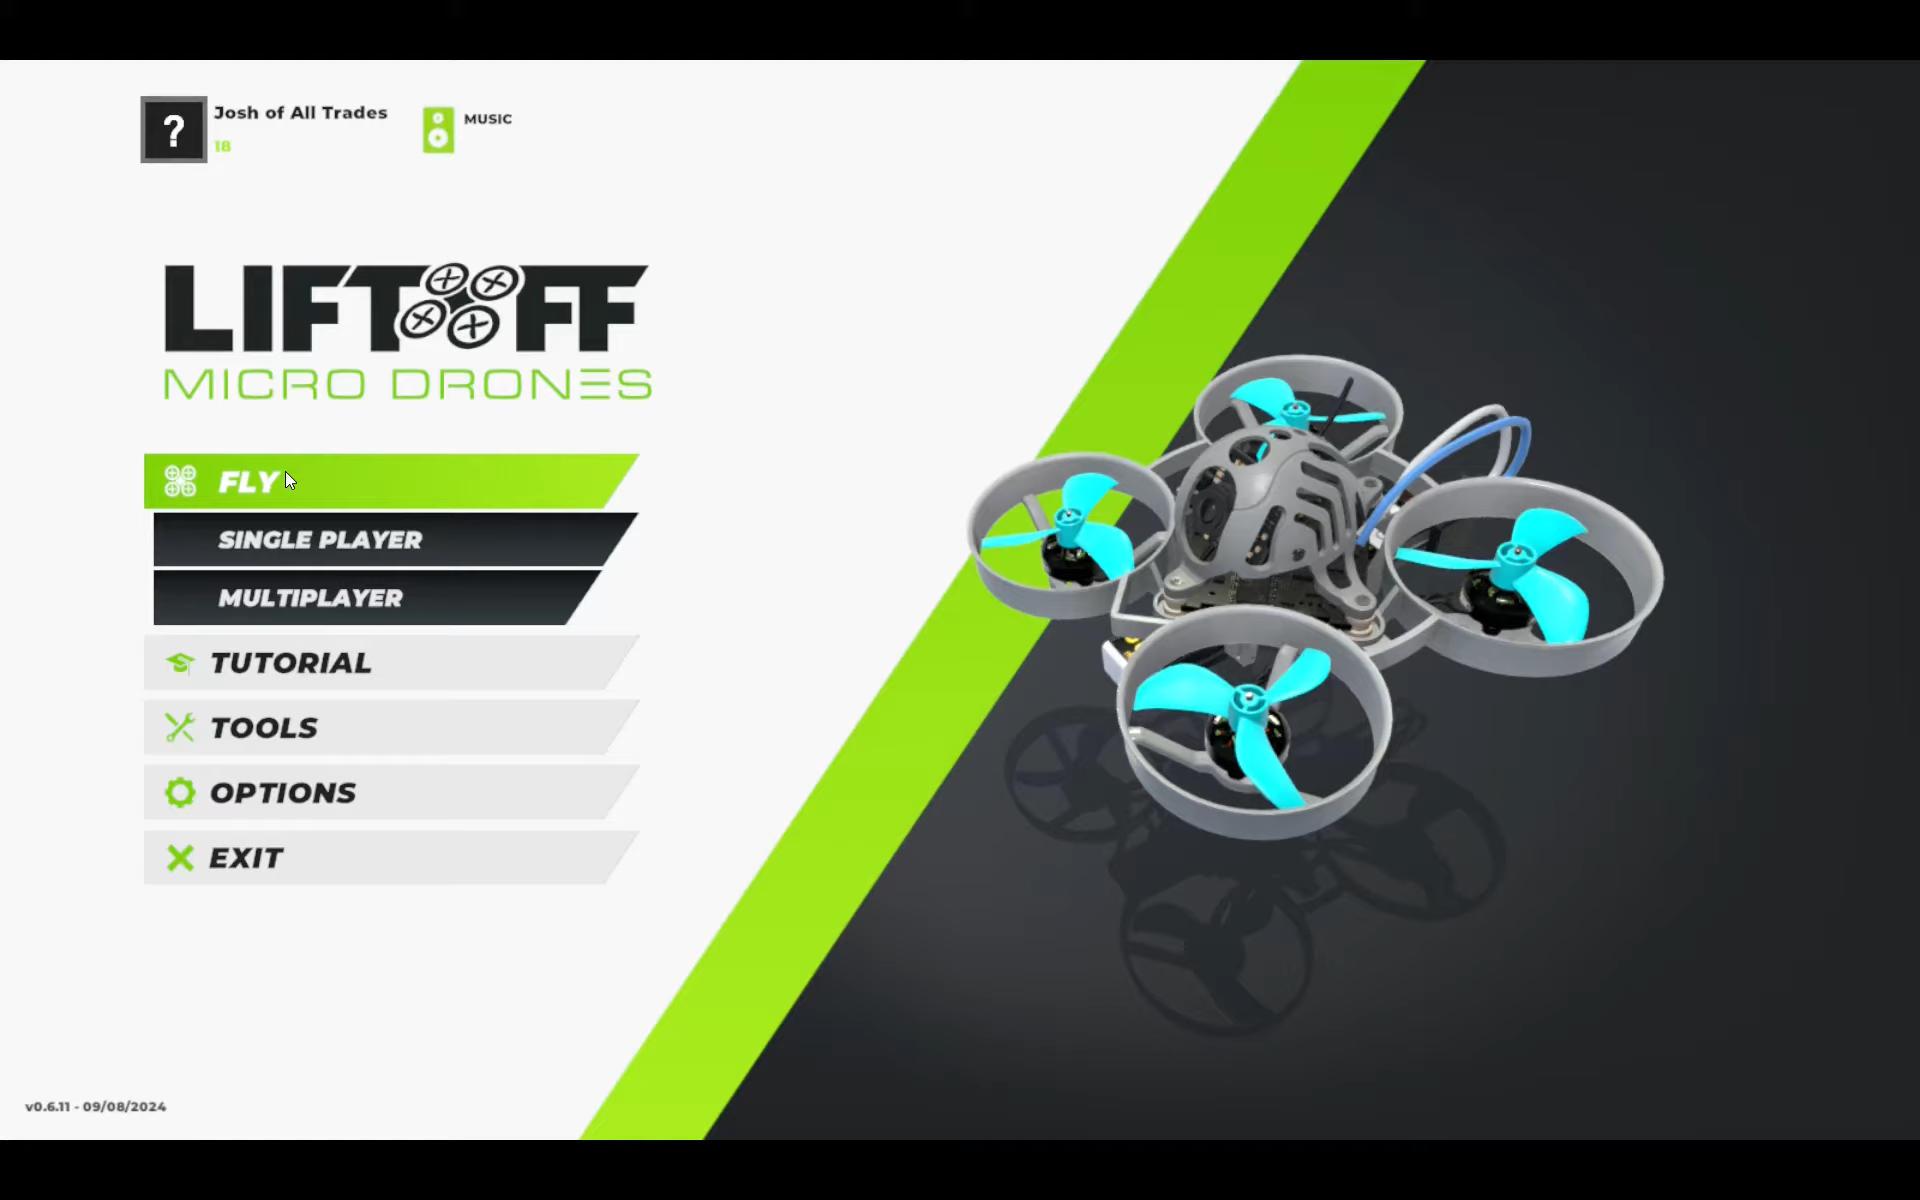 ?
Josh of All Trades
18
MUSIC
LIFTOFF
MICRO DRONES
FLY
SINGLE PLAYER
MULTIPLAYER
TUTORIAL
TOOLS
OPTIONS
EXIT
v0.6.11 - 09/08/2024